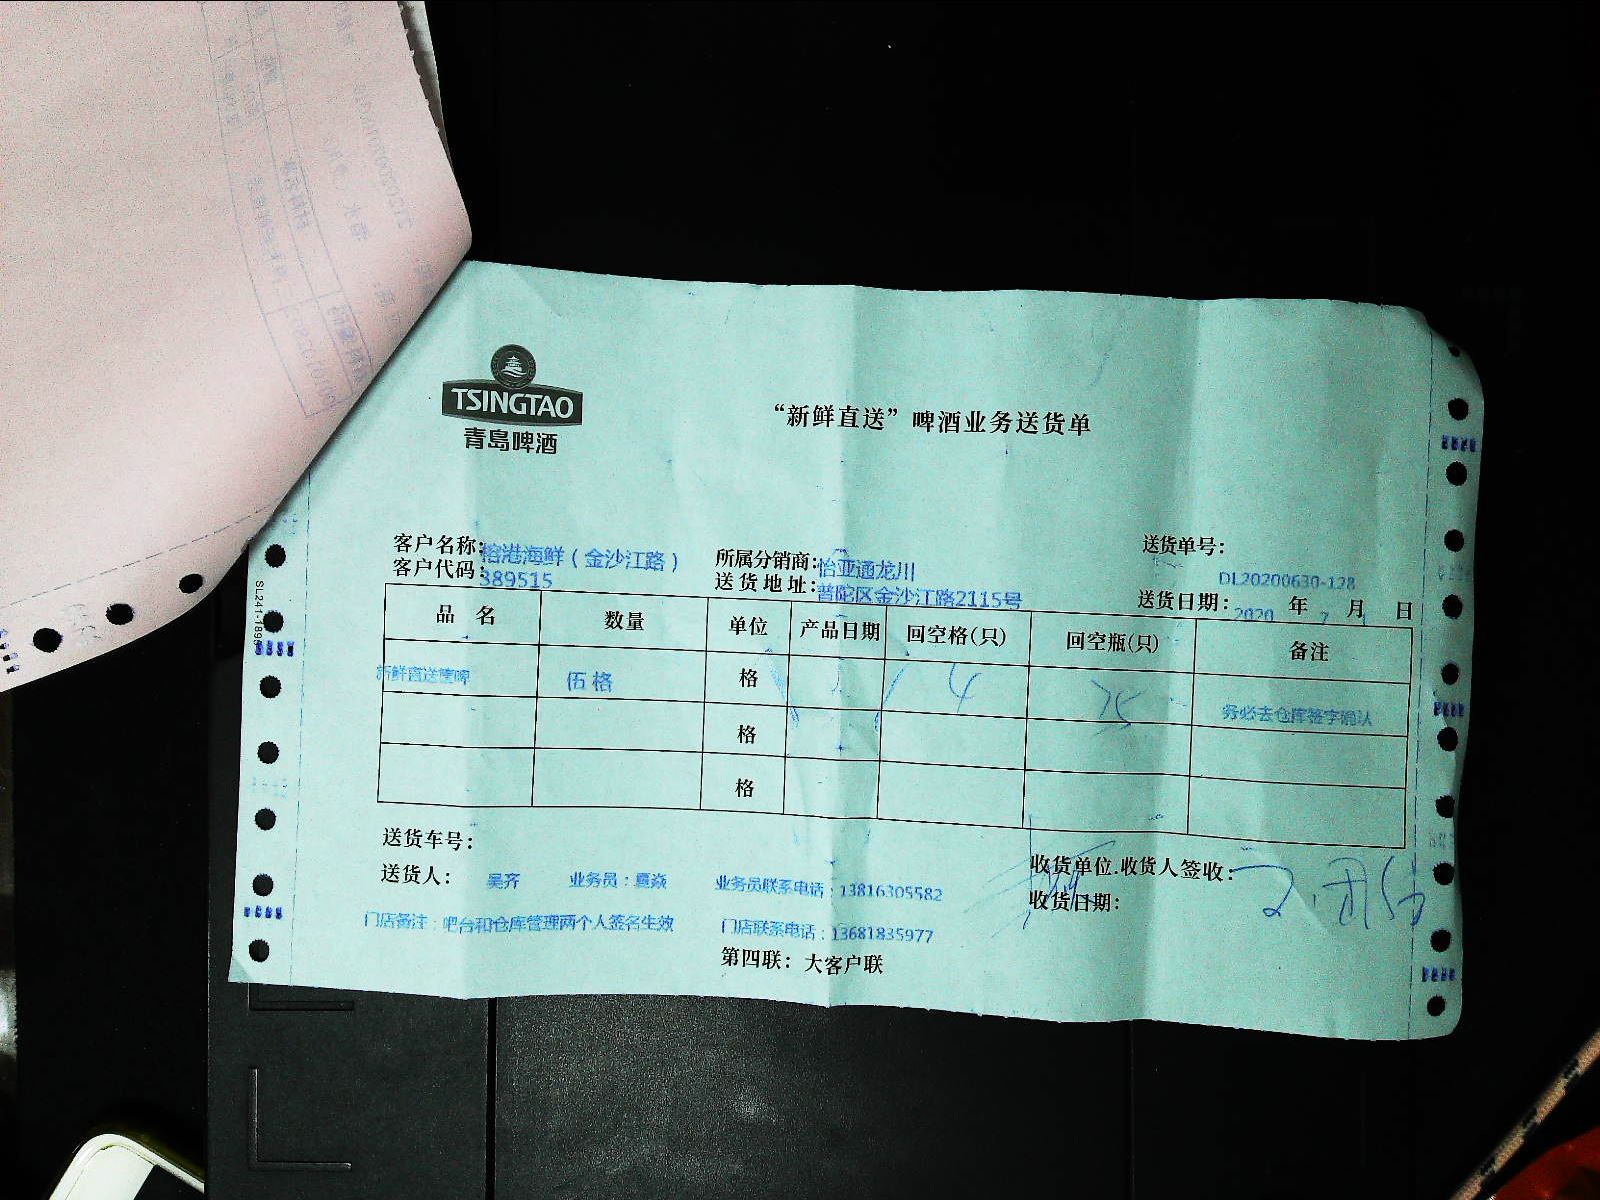 TSINGTAO
青島啤酒
“新鲜直送”啤酒业务送货单
客户名称: 榕港海鲜（金沙江路） 所属分销商: 怡亚通龙川 送货单号: DL20200630-128
客户代码: 389515 送货地址: 普陀区金沙江路2115号 送货日期: 2020 年 7 月 1 日
品 名 数量 单位 产品日期 回空格(只) 回空瓶(只) 备注
新鲜直送 伍格 格 4 75 务必去仓库签字确认
格
格
送货车号:
送货人: 吴齐 业务员: 业务员联系电话: 13816305582 收货单位.收货人签收:
收货日期:
门店备注: 吧台和仓库管理两个人签名生效 门店联系电话: 13681835977
第四联: 大客户联